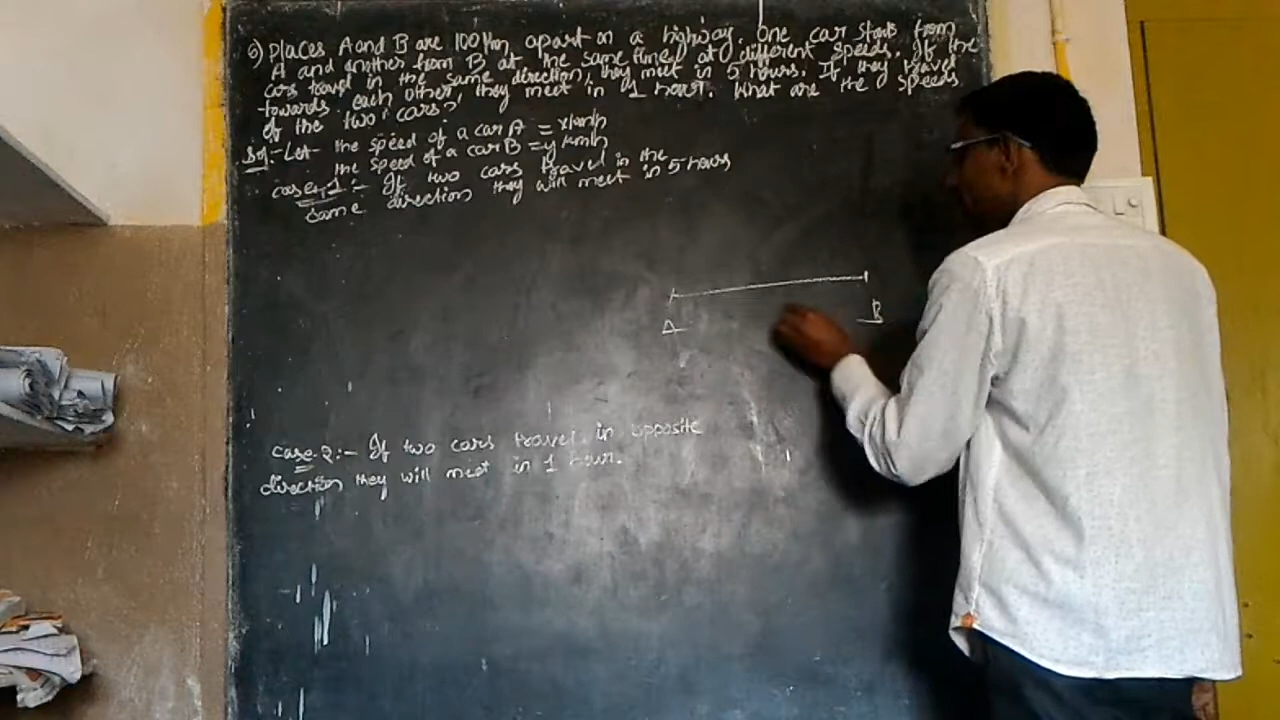 6) Places A and B are 100 km apart on a highway. One car starts from
A and another from B at the same time at different speeds. If the
cars travel in the same direction, they meet in 5 hours. If they travel
towards each other, they meet in 1 hour. What are the speeds
of the two cars?
Sol:- Let the speed of a car A = x km/h
the speed of a car B = y km/h
case-1 :- If two cars travel in the
same direction they will meet in 5 hours
A
B
case-2:- If two cars travel in opposite
direction they will meet in 1 hour.